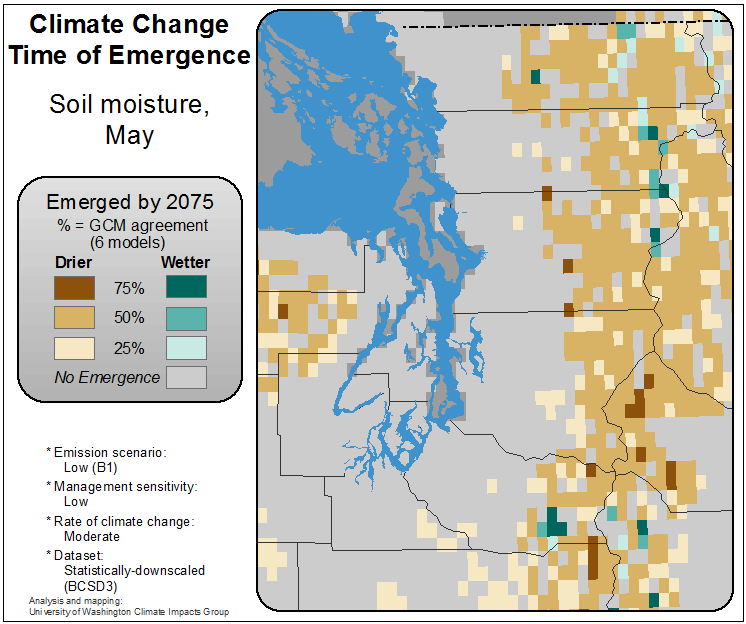 Climate Change
Time of Emergence
Soil moisture,
May
Emerged by 2075
% = GCM agreement
(6 models)
Drier Wetter
75%
50%
25%
No Emergence
* Emission scenario:
Low (B1)
* Management sensitivity:
Low
* Rate of climate change:
Moderate
* Dataset:
Statistically-downscaled
(BCSD3)
Analysis and mapping:
University of Washington Climate Impacts Group